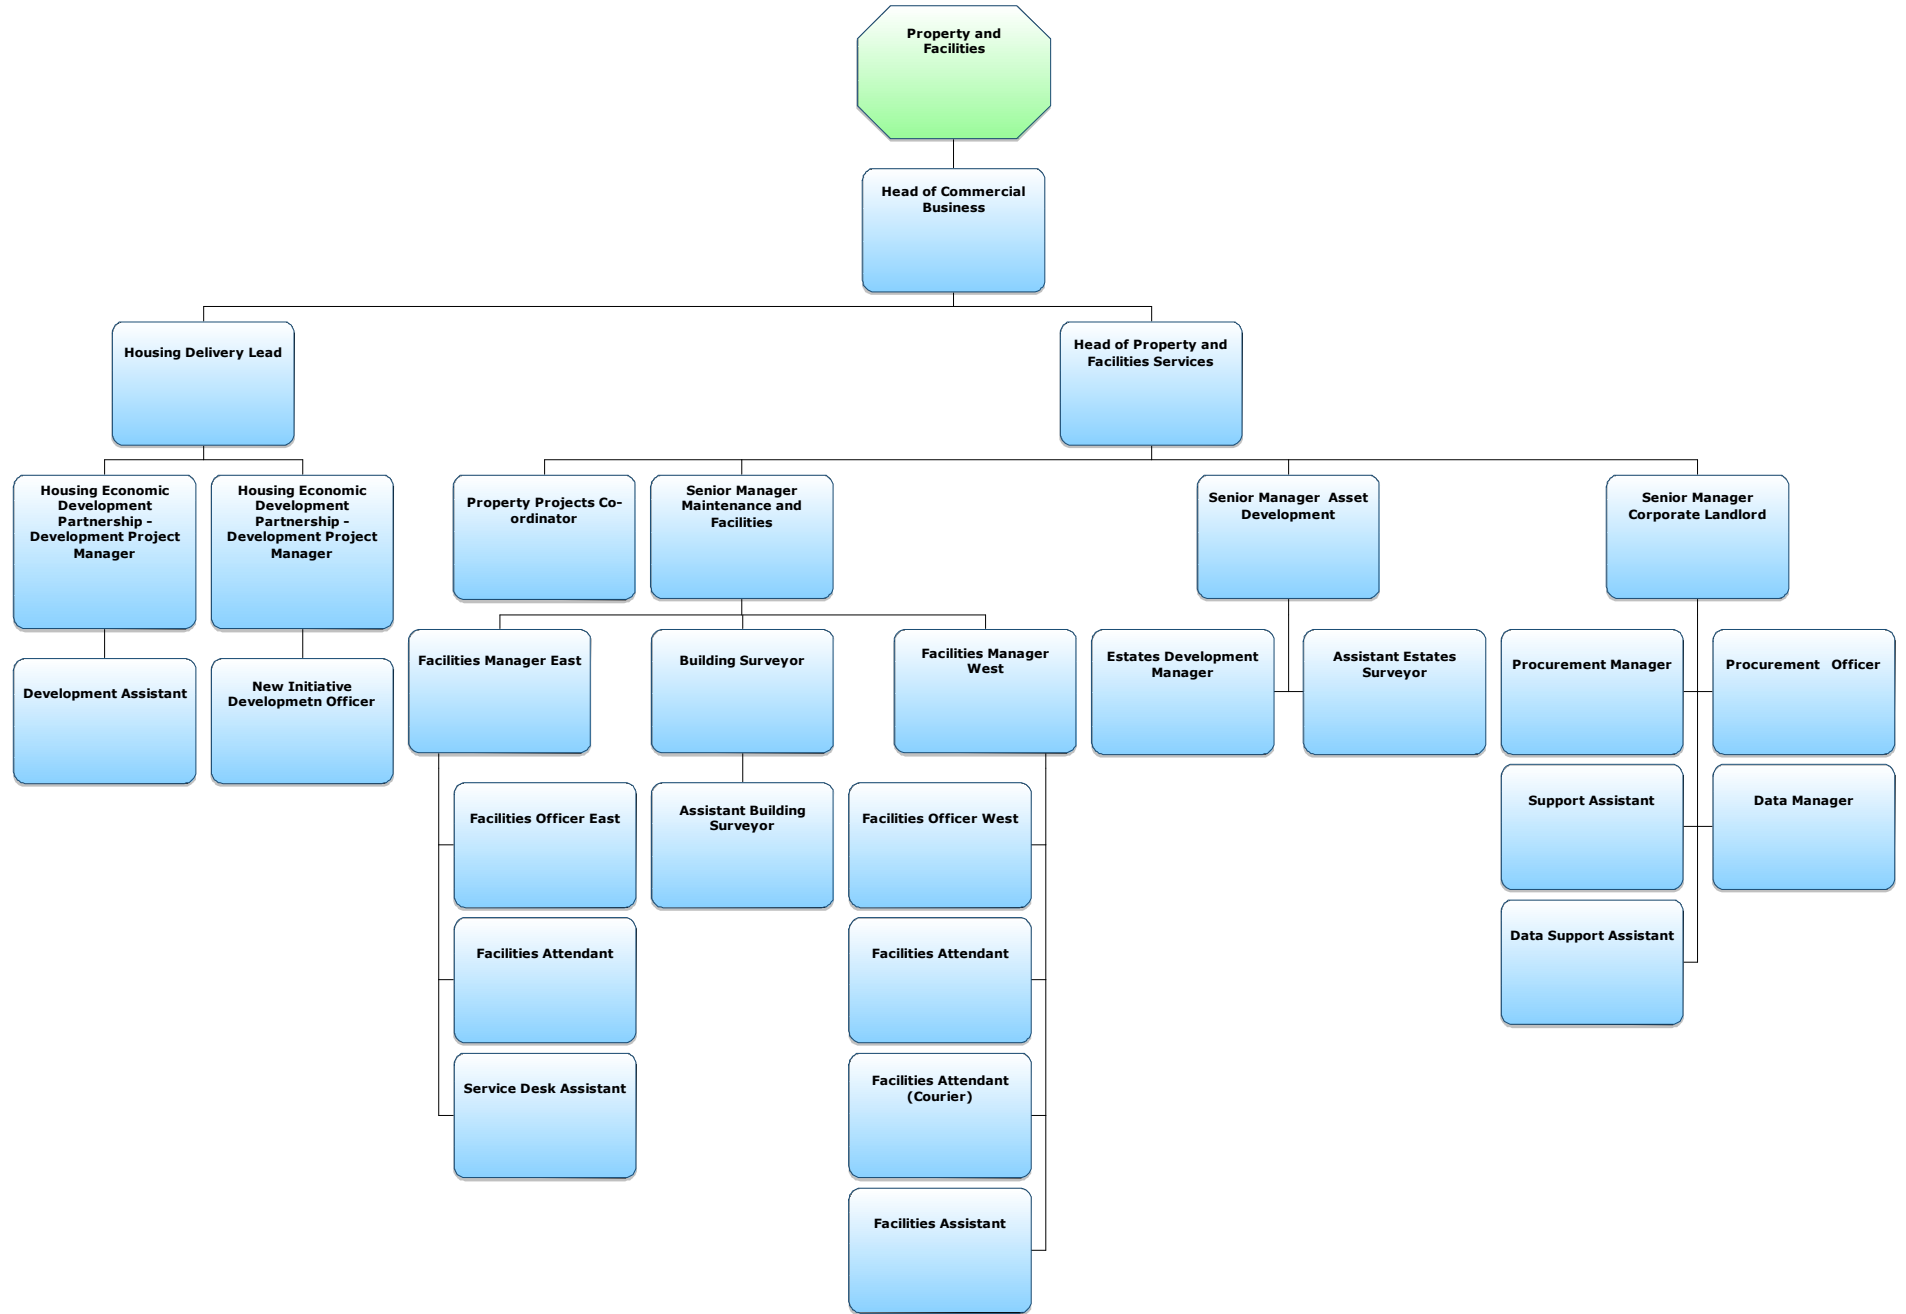 Property and
Facilities
Head of Commercial
Business
Housing Delivery Lead
Head of Property and
Facilities Services
Housing Economic
Development
Partnership -
Development Project
Manager
Housing Economic
Development
Partnership -
Development Project
Manager
Property Projects Co-
ordinator
Senior Manager
Maintenance and
Facilities
Senior Manager  Asset
Development
Senior Manager
Corporate Landlord
Development Assistant
New Initiative
Developmetn Officer
Facilities Manager East
Building Surveyor
Facilities Manager
West
Estates Development
Manager
Assistant Estates
Surveyor
Procurement Manager
Procurement  Officer
Facilities Officer East
Assistant Building
Surveyor
Facilities Officer West
Support Assistant
Data Manager
Facilities Attendant
Facilities Attendant
Data Support Assistant
Service Desk Assistant
Facilities Attendant
(Courier)
Facilities Assistant